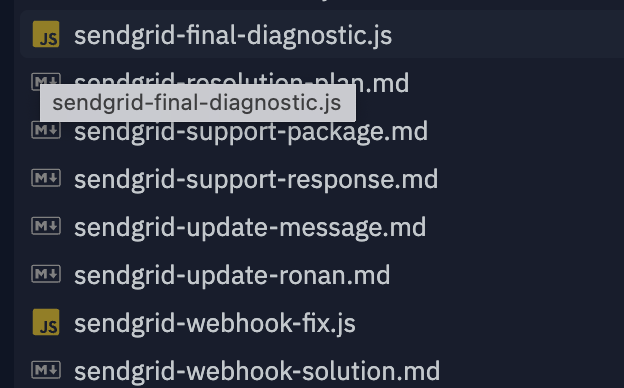 JS sendgrid-final-diagnostic.js
M sendgrid-resolution-plan.md
sendgrid-final-diagnostic.js
M sendgrid-support-package.md
M sendgrid-support-response.md
M sendgrid-update-message.md
M sendgrid-update-ronan.md
JS sendgrid-webhook-fix.js
M sendgrid-webhook-solution.md